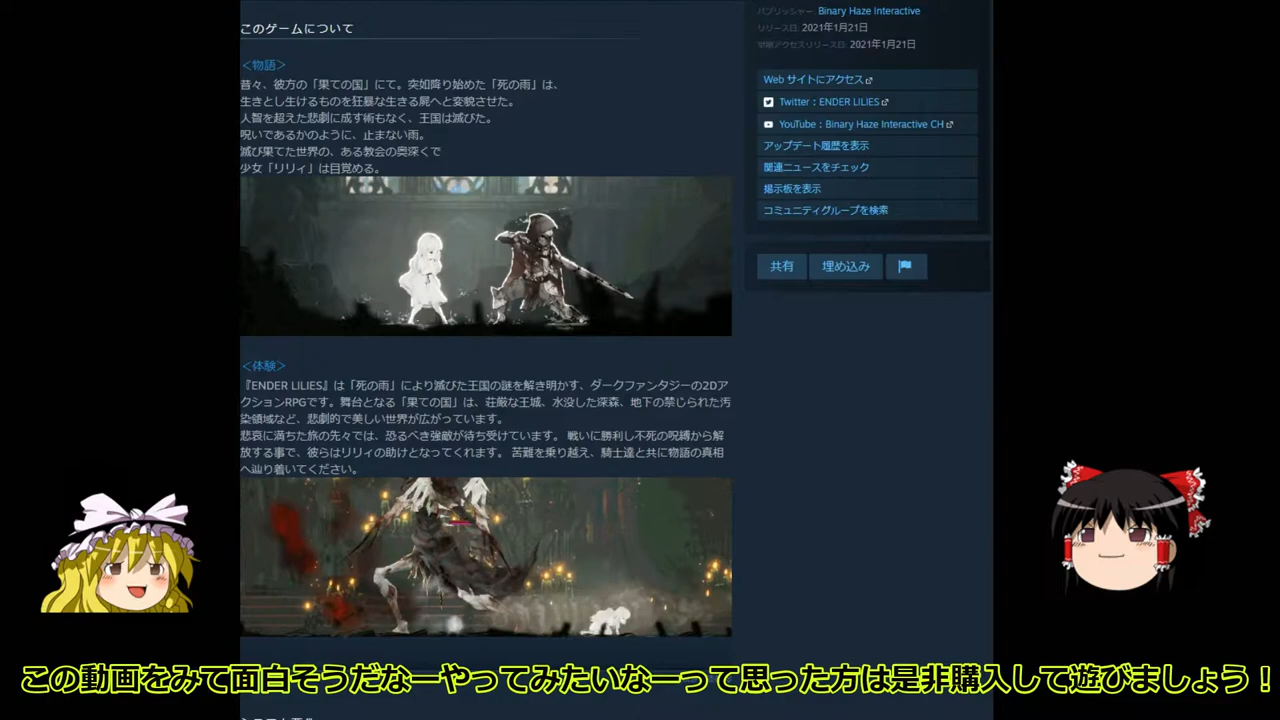 このゲームについて
＜物語＞
昔々、彼方の「果ての国」にて。突如降り始めた「死の雨」は、
生きとし生けるものを狂暴な生きる屍へと変貌させた。
人智を超えた悲劇に成す術もなく、王国は滅びた。
呪いであるかのように、止まない雨。
滅び果てた世界の、ある教会の奥深くで
少女「リリィ」は目覚める。
＜体験＞
『ENDER LILIES』は「死の雨」により滅びた王国の謎を解き明かす、ダークファンタジーの2Dア
クションRPGです。舞台となる「果ての国」は、荘厳な王城、水没した深森、地下の禁じられた汚
染領域など、悲劇的で美しい世界が広がっています。
悲哀に満ちた旅の先々では、恐るべき強敵が待ち受けています。 戦いに勝利し不死の呪縛から解
放する事で、彼らはリリィの助けとなってくれます。 苦難を乗り越え、騎士達と共に物語の真相
へ辿り着いてください。
パブリッシャー: Binary Haze Interactive
リリース日: 2021年1月21日
早期アクセスリリース日: 2021年1月21日
Web サイトにアクセス
Twitter：ENDER LILIES
YouTube：Binary Haze Interactive CH
アップデート履歴を表示
関連ニュースをチェック
掲示板を表示
コミュニティグループを検索
共有 埋め込み
この動画をみて面白そうだなーやってみたいなーって思った方は是非購入して遊びましょう！